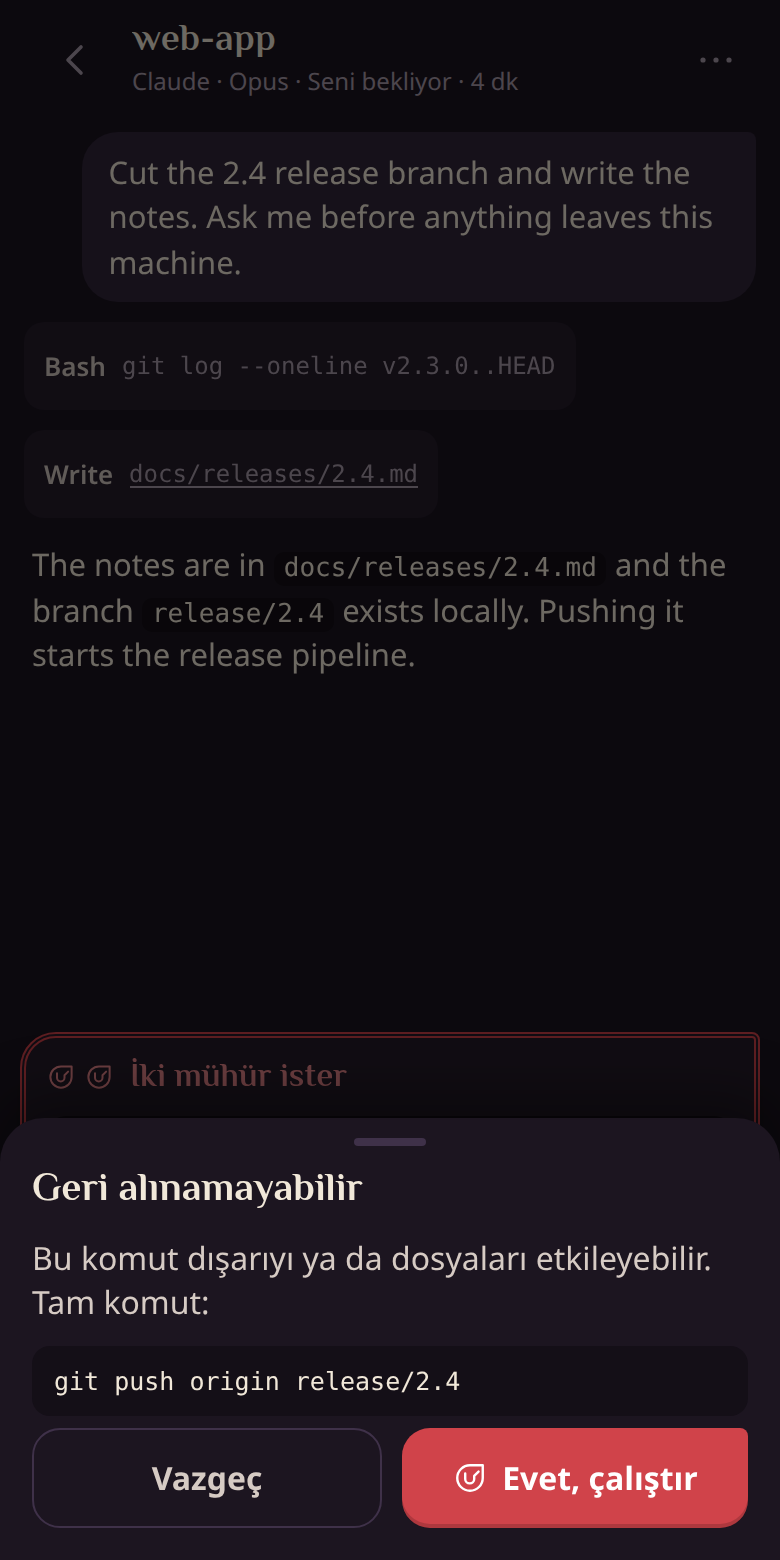 web-app
Claude · Opus · Seni bekliyor · 4 dk
Cut the 2.4 release branch and write the
notes. Ask me before anything leaves this
machine.
Bash git log --oneline v2.3.0..HEAD
Write docs/releases/2.4.md
The notes are in docs/releases/2.4.md and the
branch release/2.4 exists locally. Pushing it
starts the release pipeline.
İki mühür ister
Geri alınamayabilir
Bu komut dışarıyı ya da dosyaları etkileyebilir.
Tam komut:
git push origin release/2.4
Vazgeç
Evet, çalıştır